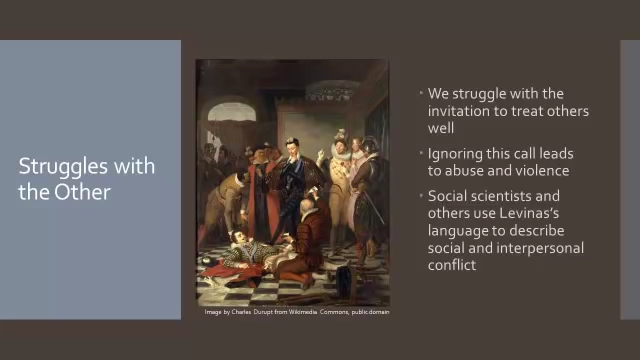 Struggles with
the Other
• We struggle with the
invitation to treat others
well
• Ignoring this call leads
to abuse and violence
• Social scientists and
others use Levinas's
language to describe
social and interpersonal
conflict
Image by Charles Durupt from Wikimedia Commons, public domain